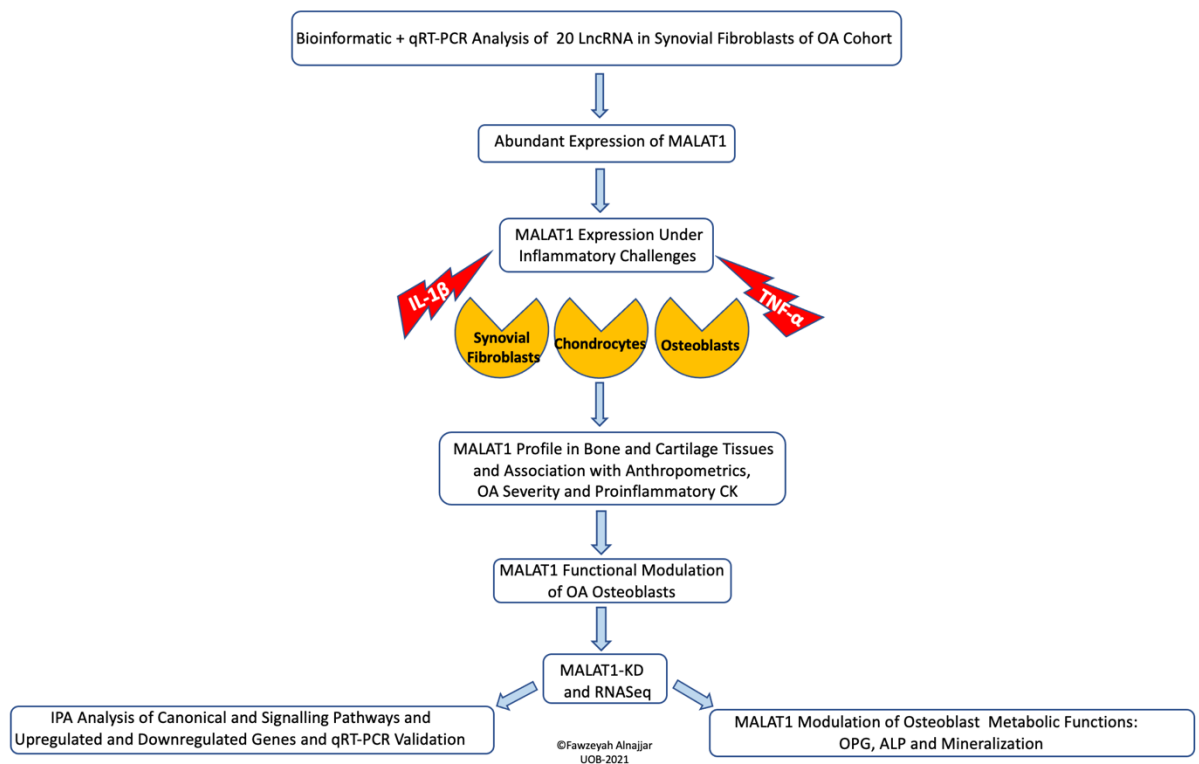 Bioinformatic + qRT-PCR Analysis of 20 LncRNA in Synovial Fibroblasts of OA Cohort
Abundant Expression of MALAT1
MALAT1 Expression Under
Inflammatory Challenges
IL-1β
TNF-α
Synovial
Fibroblasts
Chondrocytes
Osteoblasts
MALAT1 Profile in Bone and Cartilage Tissues
and Association with Anthropometrics,
OA Severity and Proinflammatory CK
MALAT1 Functional Modulation
of OA Osteoblasts
MALAT1-KD
and RNASeq
IPA Analysis of Canonical and Signalling Pathways and
Upregulated and Downregulated Genes and qRT-PCR Validation
MALAT1 Modulation of Osteoblast Metabolic Functions:
OPG, ALP and Mineralization
©Fawzeyah Alnajjar
UOB-2021